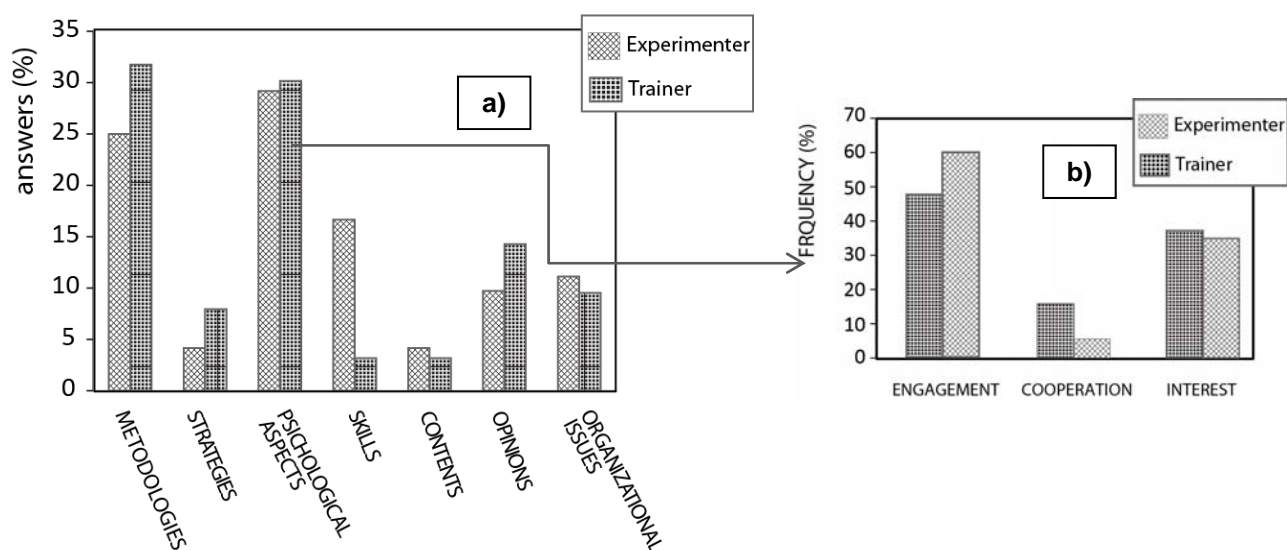 answers (%)
35
30
25
20
15
10
5
0
Experimenter
Trainer
a)
METODOLOGIES
STRATEGIES
PSICHOLOGICAL
ASPECTS
SKILLS
CONTENTS
OPINIONS
ORGANIZATIONAL
ISSUES
FRQUENCY (%)
70
60
50
40
30
20
10
0
Experimenter
Trainer
b)
ENGAGEMENT
COOPERATION
INTEREST